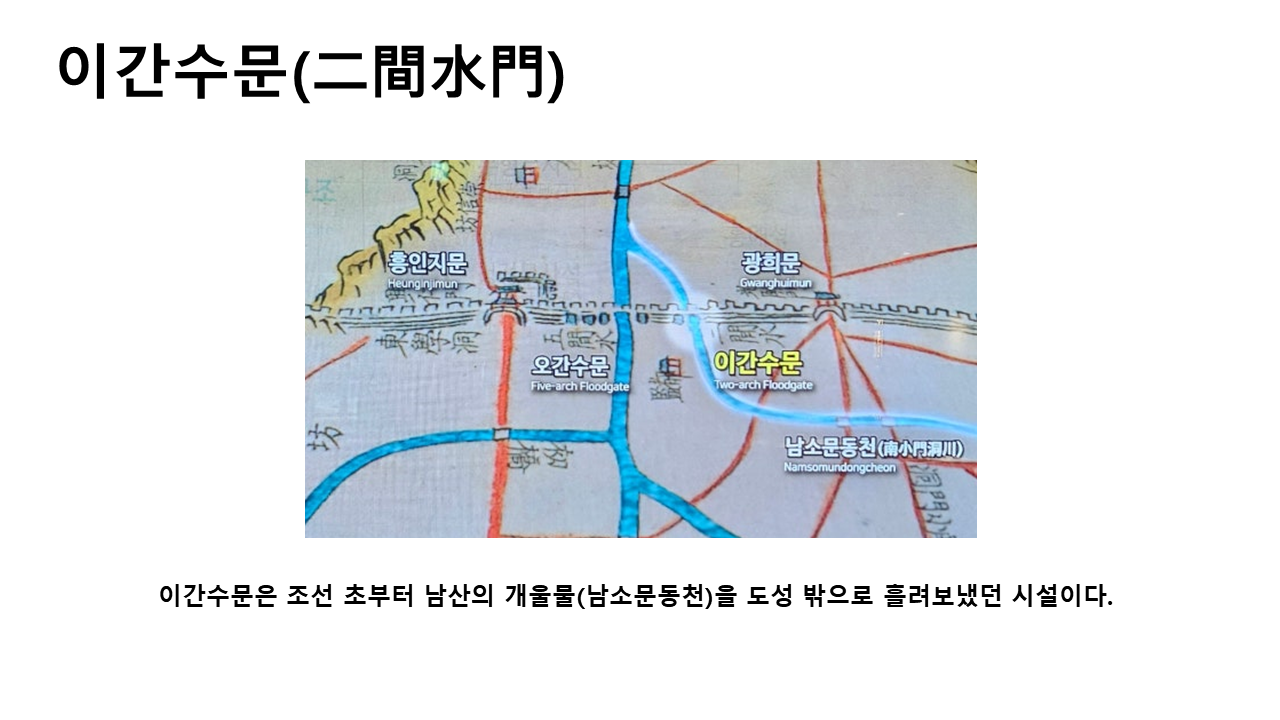 이간수문(二間水門)
흥인지문
Heunginjimun
광희문
Gwanghuimun
오간수문
Five-arch Floodgate
이간수문
Two-arch Floodgate
남소문동천(南小門洞川)
Namsomundongcheon
東學洞
五間水
二間水
坊
初
橋
이간수문은 조선 초부터 남산의 개울물(남소문동천)을 도성 밖으로 흘려보냈던 시설이다.